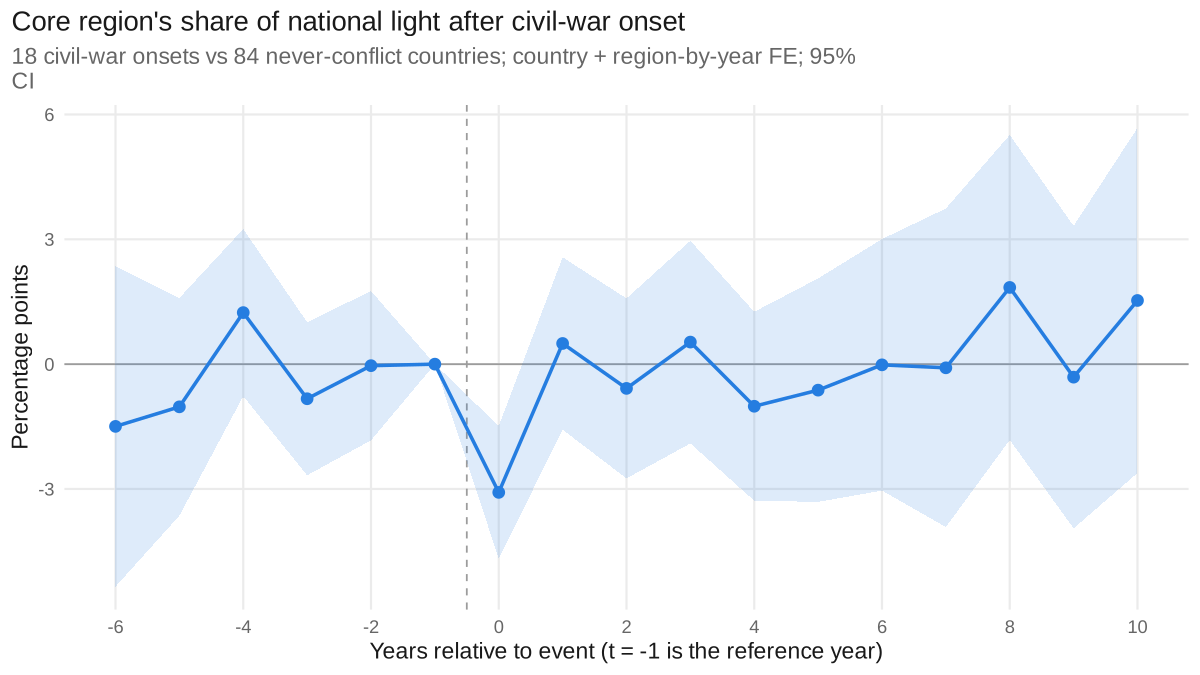 Core region's share of national light after civil-war onset
18 civil-war onsets vs 84 never-conflict countries; country + region-by-year FE; 95%
CI
Percentage points
6
3
0
-3
-6 -4 -2 0 2 4 6 8 10
Years relative to event (t = -1 is the reference year)